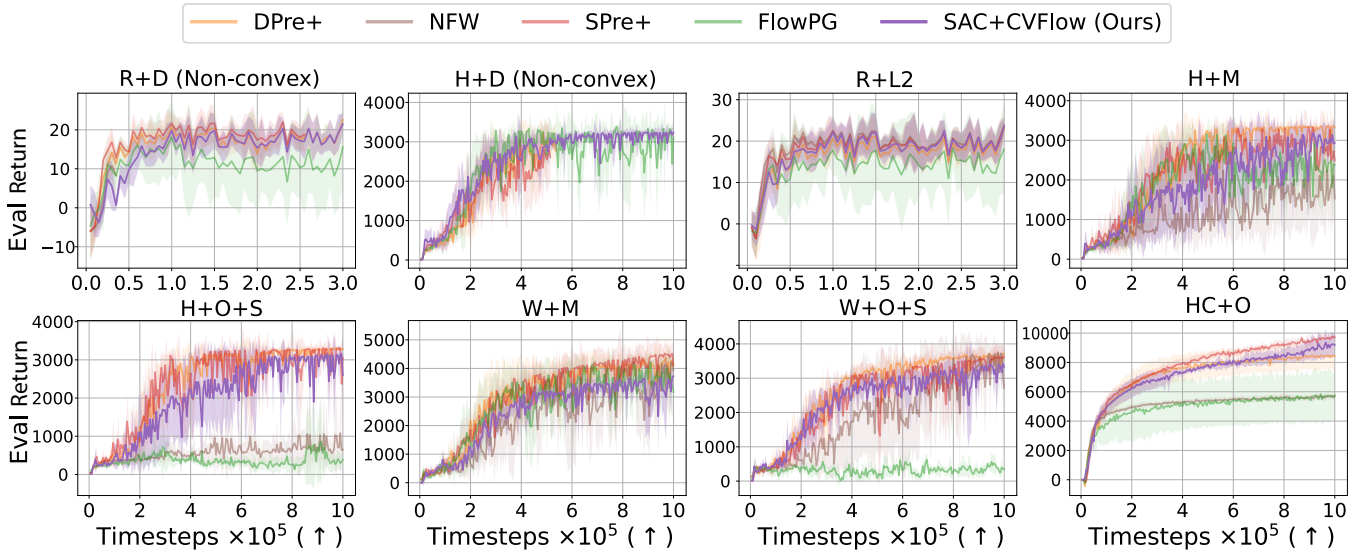 DPre+ NFW SPre+ FlowPG SAC+CVFlow (Ours)
R+D (Non-convex) H+D (Non-convex) R+L2 H+M
Eval Return
20
10
0
−10
0.0 0.5 1.0 1.5 2.0 2.5 3.0
4000
3000
2000
1000
0
0 2 4 6 8 10
30
20
10
0
0.0 0.5 1.0 1.5 2.0 2.5 3.0
4000
3000
2000
1000
0
0 2 4 6 8 10
H+O+S W+M W+O+S HC+O
Eval Return
4000
3000
2000
1000
0
0 2 4 6 8 10
Timesteps ×10⁵ (↑)
5000
4000
3000
2000
1000
0
0 2 4 6 8 10
Timesteps ×10⁵ (↑)
4000
3000
2000
1000
0
0 2 4 6 8 10
Timesteps ×10⁵ (↑)
10000
8000
6000
4000
2000
0
0 2 4 6 8 10
Timesteps ×10⁵ (↑)